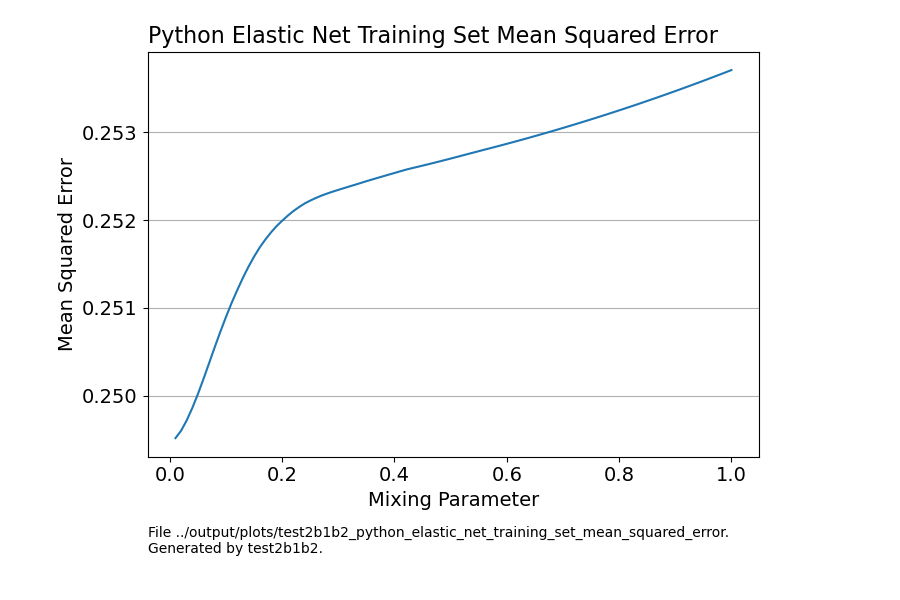 Python Elastic Net Training Set Mean Squared Error
Mean Squared Error
0.253
0.252
0.251
0.250
0.0 0.2 0.4 0.6 0.8 1.0
Mixing Parameter
File ../output/plots/test2b1b2_python_elastic_net_training_set_mean_squared_error.
Generated by test2b1b2.